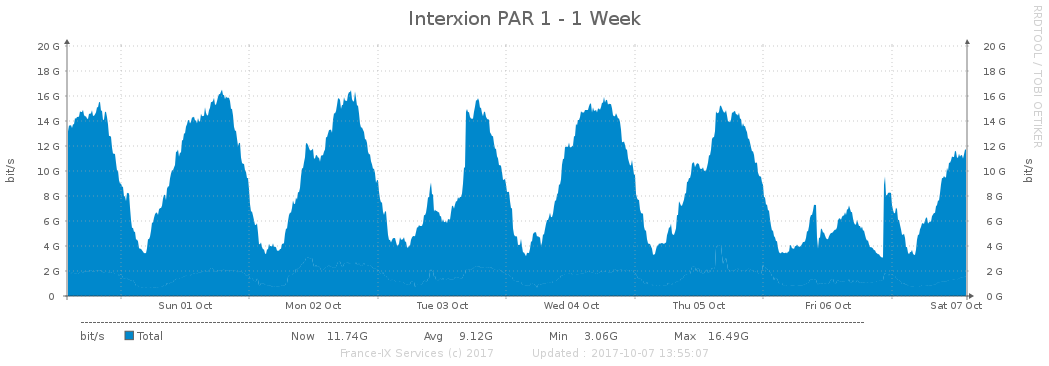 Interxion PAR 1 - 1 Week
RRDTOOL / TOBI OETIKER
20 G 20 G
18 G 18 G
16 G 16 G
14 G 14 G
12 G 12 G
10 G 10 G
8 G 8 G
6 G 6 G
4 G 4 G
2 G 2 G
0 0 G
bit/s bit/s
Sun 01 Oct Mon 02 Oct Tue 03 Oct Wed 04 Oct Thu 05 Oct Fri 06 Oct Sat 07 Oct
bit/s Total Now 11.74G Avg 9.12G Min 3.06G Max 16.49G
France-IX Services (c) 2017 Updated : 2017-10-07 13:55:07